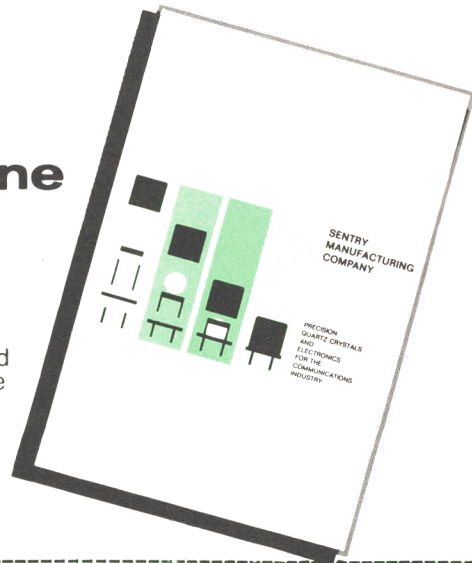 ne
d
e
SENTRY
MANUFACTURING
COMPANY
PRECISION
QUARTZ CRYSTALS
AND
ELECTRONICS
FOR THE
COMMUNICATIONS
INDUSTRY